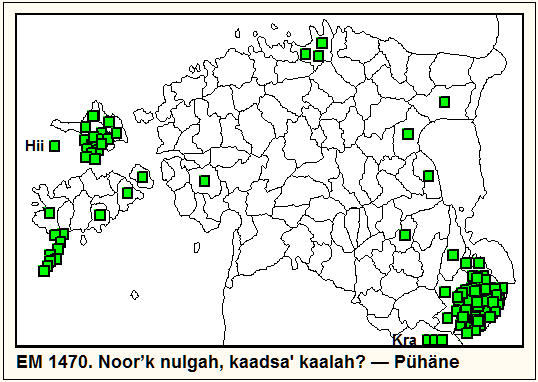 Hii
Kra
EM 1470. Noor’k nulgah, kaadsa' kaalah? — Pühäne